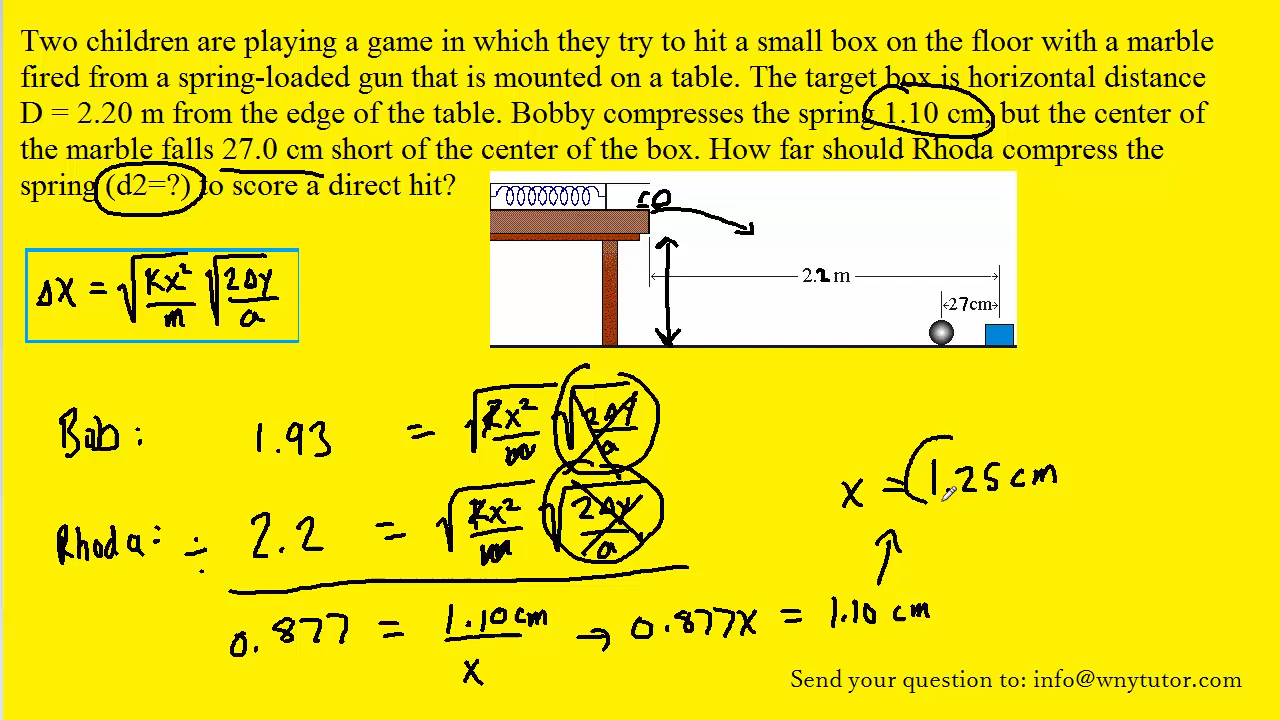 Two children are playing a game in which they try to hit a small box on the floor with a marble
fired from a spring-loaded gun that is mounted on a table. The target box is horizontal distance
D = 2.20 m from the edge of the table. Bobby compresses the spring 1.10 cm, but the center of
the marble falls 27.0 cm short of the center of the box. How far should Rhoda compress the
spring (d2=?) to score a direct hit?
Δx = √(Kx²/m) √(2Δy/a)
2.2 m
27cm
Bob: 1.93 = √(Kx²/m) √(2Δy/a)
x = 1.25 cm
Rhoda: ÷ 2.2 = √(Kx²/m) √(2Δy/a)
0.877 = 1.10 cm/x → 0.877x = 1.10 cm
Send your question to: info@wnytutor.com